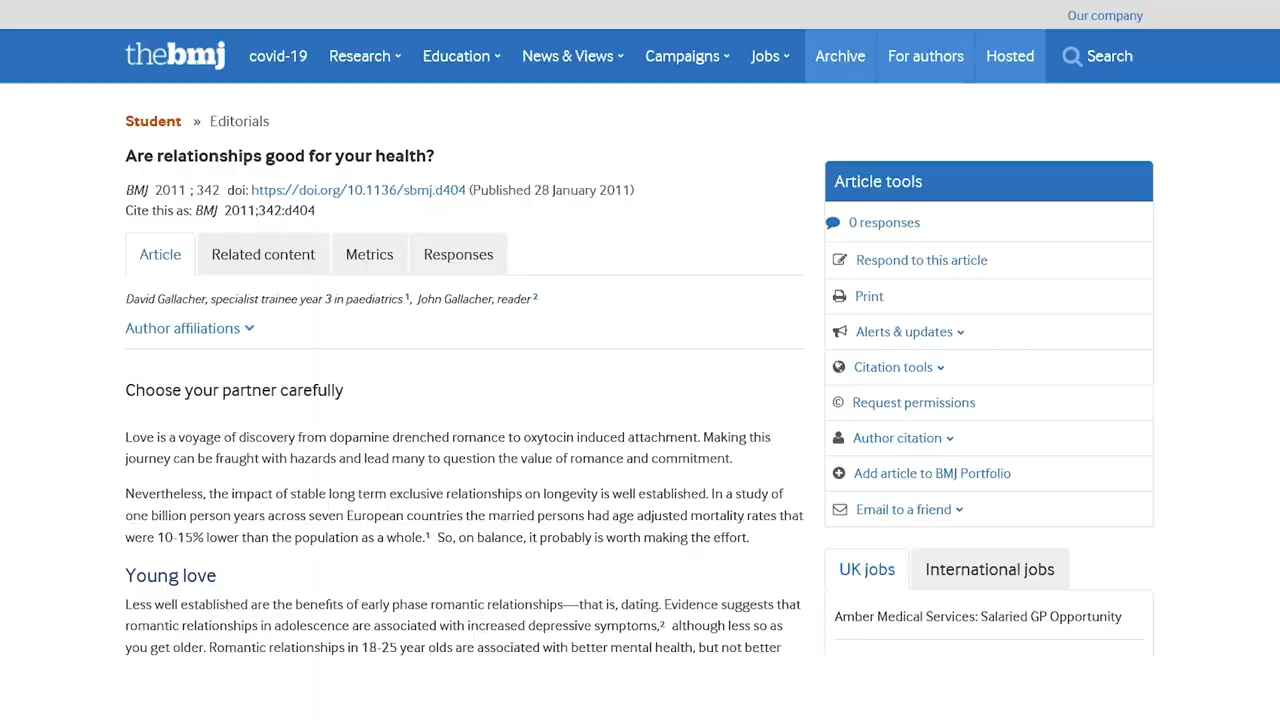 Our company
thebmj covid-19 Research News & Views Education Campaigns Jobs Archive For authors Hosted Search
Student » Editorials
Are relationships good for your health?
BMJ 2011 ; 342 doi: https://doi.org/10.1136/sbmj.d404 (Published 28 January 2011)
Cite this as: BMJ 2011;342:d404
Article Related content Metrics Responses
David Gallacher, specialist trainee year 3 in paediatrics 1, John Gallacher, reader 2
Author affiliations
Choose your partner carefully
Love is a voyage of discovery from dopamine drenched romance to oxytocin induced attachment. Making this
journey can be fraught with hazards and lead many to question the value of romance and commitment.
Nevertheless, the impact of stable long term exclusive relationships on longevity is well established. In a study of
one billion person years across seven European countries the married persons had age adjusted mortality rates that
were 10-15% lower than the population as a whole.1 So, on balance, it probably is worth making the effort.
Young love
Less well established are the benefits of early phase romantic relationships—that is, dating. Evidence suggests that
romantic relationships in adolescence are associated with increased depressive symptoms,2 although less so as
you get older. Romantic relationships in 18-25 year olds are associated with better mental health, but not better
Article tools
0 responses
Respond to this article
Print
Alerts & updates
Citation tools
© Request permissions
Author citation
Add article to BMJ Portfolio
Email to a friend
UK jobs International jobs
Amber Medical Services: Salaried GP Opportunity